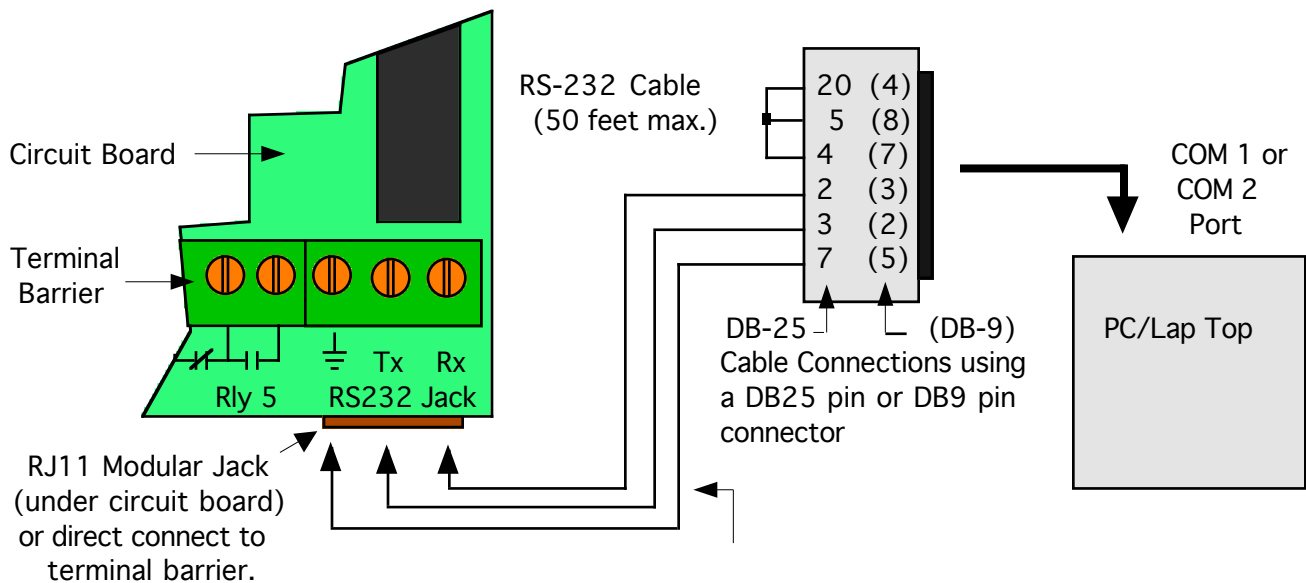 RS-232 Cable
(50 feet max.)
20 (4)
5 (8)
4 (7)
2 (3)
3 (2)
7 (5)
Circuit Board
COM 1 or
COM 2
Port
Terminal
Barrier
PC/Lap Top
DB-25
(DB-9)
Cable Connections using
a DB25 pin or DB9 pin
connector
Tx
Rx
Rly 5
RS232 Jack
RJ11 Modular Jack
(under circuit board)
or direct connect to
terminal barrier.